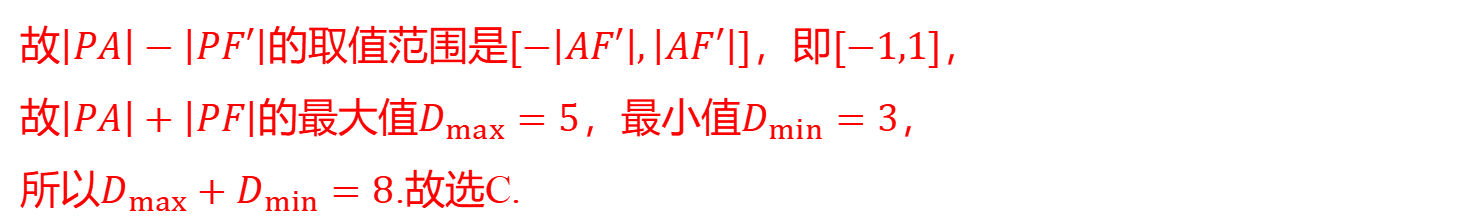 故|PA| − |PF′|的取值范围是[−|AF′|, |AF′|]，即[−1,1]，
故|PA| + |PF|的最大值D_max = 5，最小值D_min = 3，
所以D_max + D_min = 8.故选C.